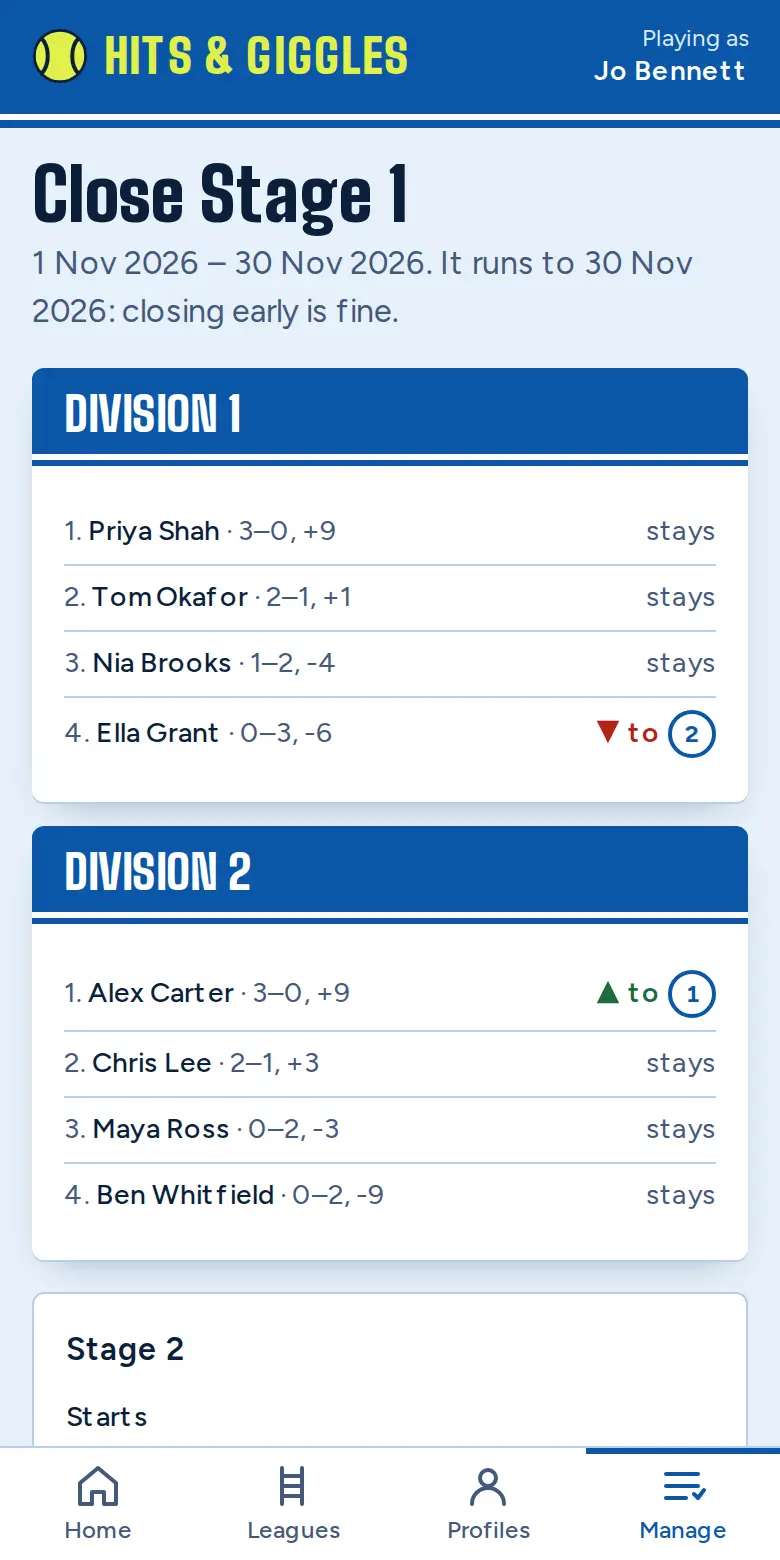 HITS & GIGGLES
Playing as
Jo Bennett
Close Stage 1
1 Nov 2026 – 30 Nov 2026. It runs to 30 Nov
2026: closing early is fine.
DIVISION 1
1. Priya Shah · 3–0, +9 stays
2. Tom Okafor · 2–1, +1 stays
3. Nia Brooks · 1–2, -4 stays
4. Ella Grant · 0–3, -6 ▼ to 2
DIVISION 2
1. Alex Carter · 3–0, +9 ▲ to 1
2. Chris Lee · 2–1, +3 stays
3. Maya Ross · 0–2, -3 stays
4. Ben Whitfield · 0–2, -9 stays
Stage 2
Starts
Home Leagues Profiles Manage